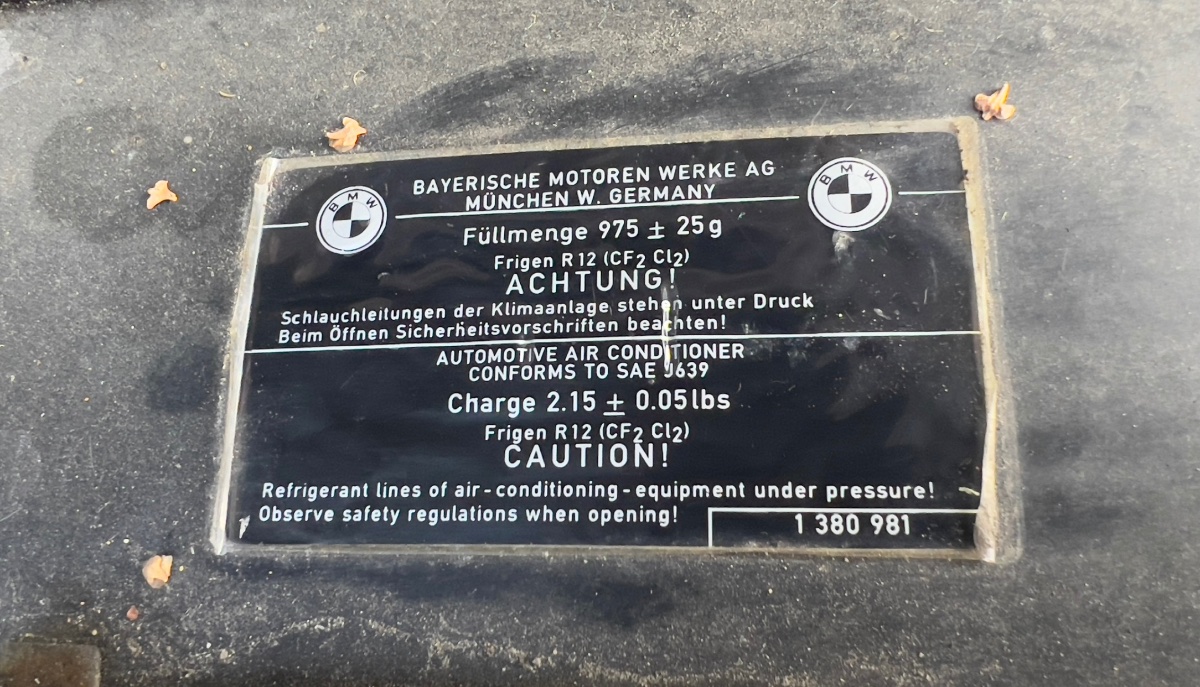 BAYERISCHE MOTOREN WERKE AG
MÜNCHEN W. GERMANY
BMW
BMW
Füllmenge 975 ± 25g
Frigen R12 (CF₂ Cl₂)
ACHTUNG!
Schlauchleitungen der Klimaanlage stehen unter Druck
Beim Öffnen Sicherheitsvorschriften beachten!
AUTOMOTIVE AIR CONDITIONER
CONFORMS TO SAE J639
Charge 2.15 ± 0.05lbs
Frigen R12 (CF₂ Cl₂)
CAUTION!
Refrigerant lines of air-conditioning-equipment under pressure!
Observe safety regulations when opening!
1 380 981